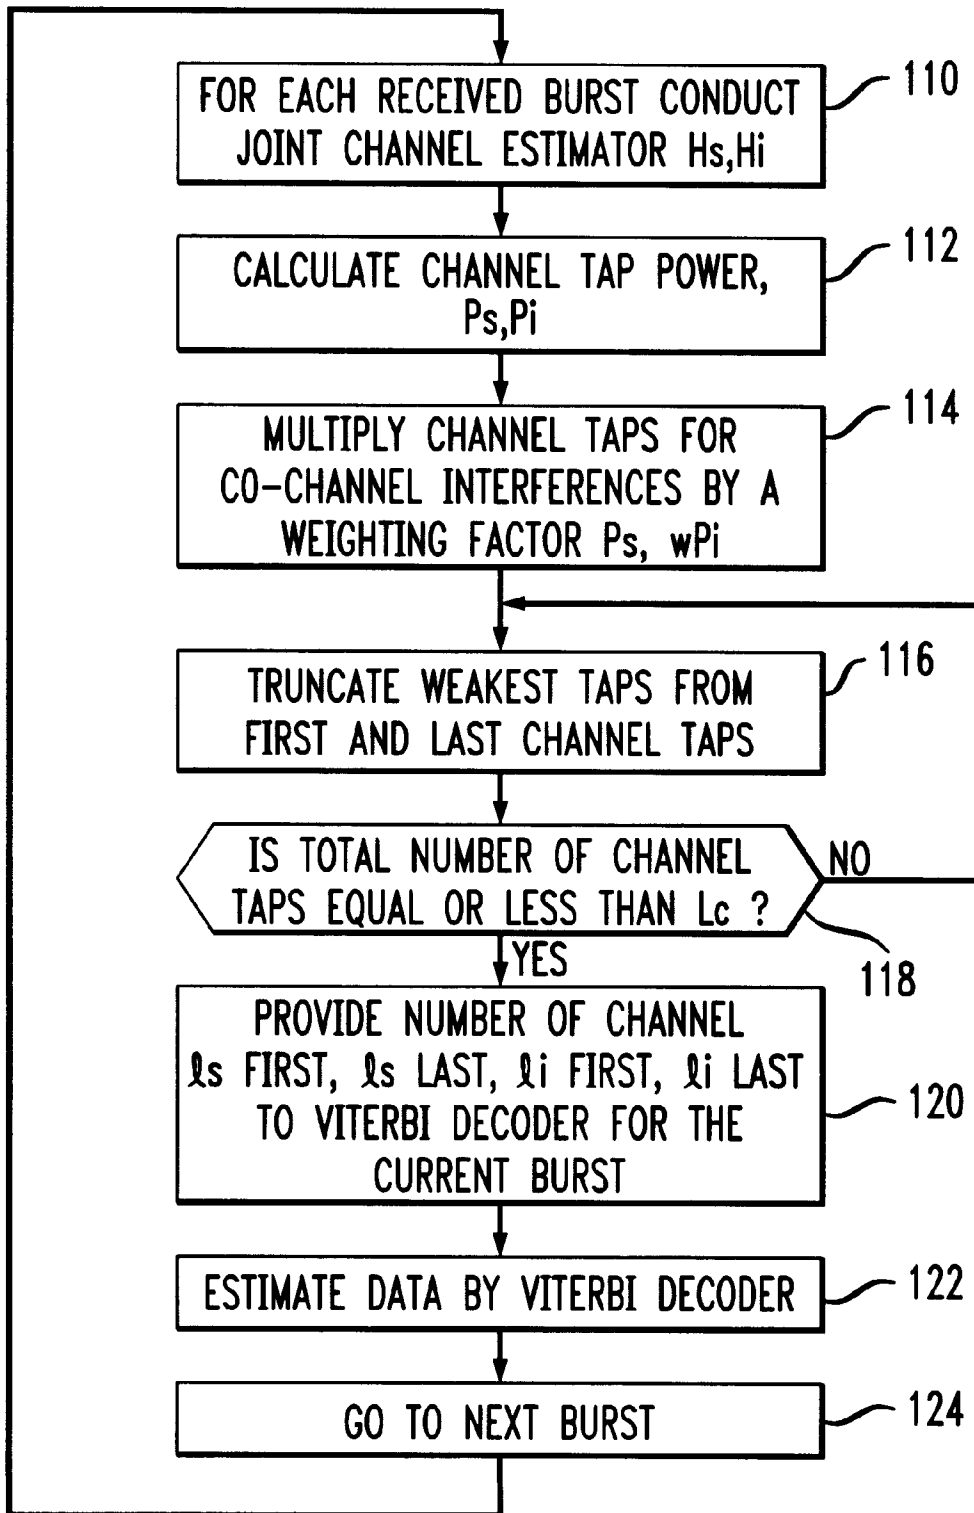 FOR EACH RECEIVED BURST CONDUCT
JOINT CHANNEL ESTIMATOR Hs,Hi
110
CALCULATE CHANNEL TAP POWER,
Ps,Pi
112
MULTIPLY CHANNEL TAPS FOR
CO-CHANNEL INTERFERENCES BY A
WEIGHTING FACTOR Ps, wPi
114
TRUNCATE WEAKEST TAPS FROM
FIRST AND LAST CHANNEL TAPS
116
IS TOTAL NUMBER OF CHANNEL
TAPS EQUAL OR LESS THAN Lc ?
NO
118
YES
PROVIDE NUMBER OF CHANNEL
ℓs FIRST, ℓs LAST, ℓi FIRST, ℓi LAST
TO VITERBI DECODER FOR THE
CURRENT BURST
120
ESTIMATE DATA BY VITERBI DECODER
122
GO TO NEXT BURST
124